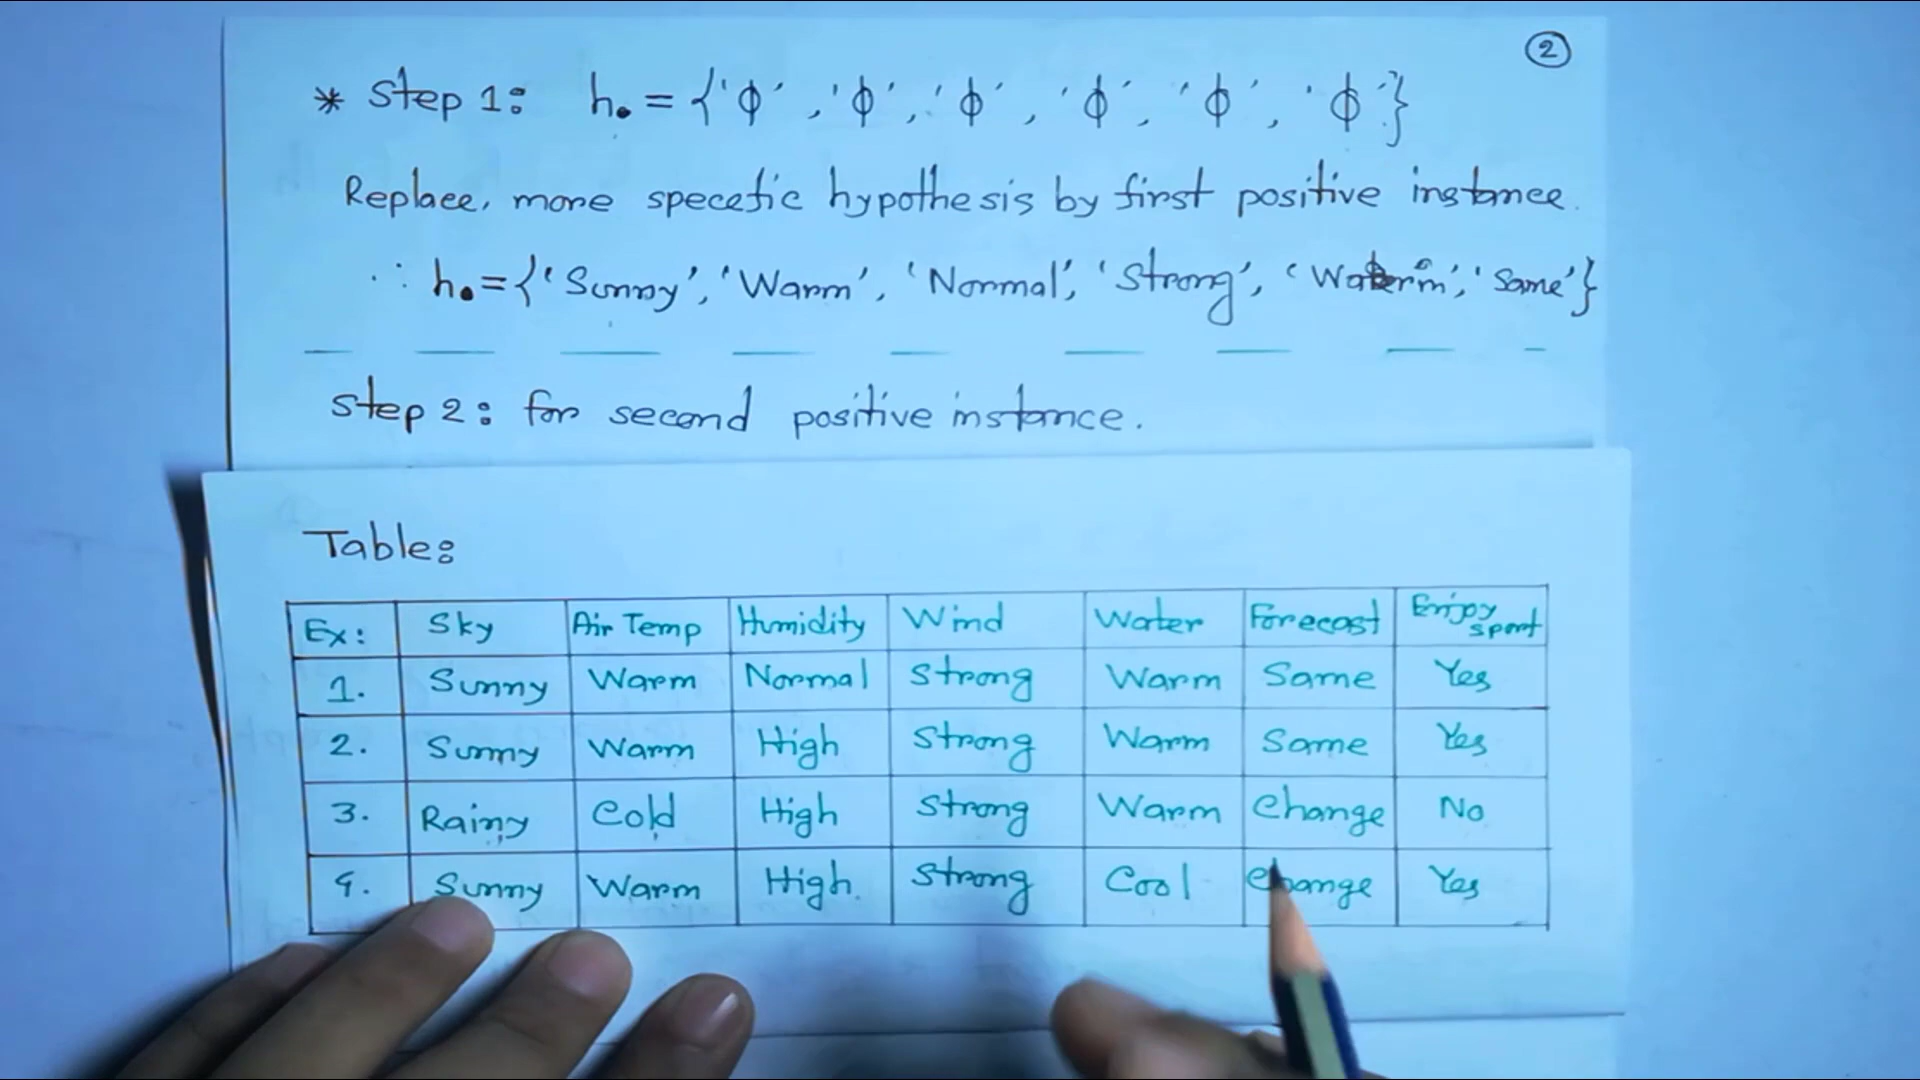 ②
* Step 1: h₀ = {'ϕ', 'ϕ', 'ϕ', 'ϕ', 'ϕ', 'ϕ'}
Replace, more specefic hypothesis by first positive instance.
∴ h₀ = {'Sunny', 'Warm', 'Normal', 'Strong', 'Warm', 'Same'}
Step 2: for second positive instance.
Table:
Ex: Sky Air Temp Humidity Wind Water Forecast Enjoy sport
1. Sunny Warm Normal Strong Warm Same Yes
2. Sunny Warm High Strong Warm Same Yes
3. Rainy Cold High Strong Warm Change No
4. Sunny Warm High. Strong Cool Change Yes